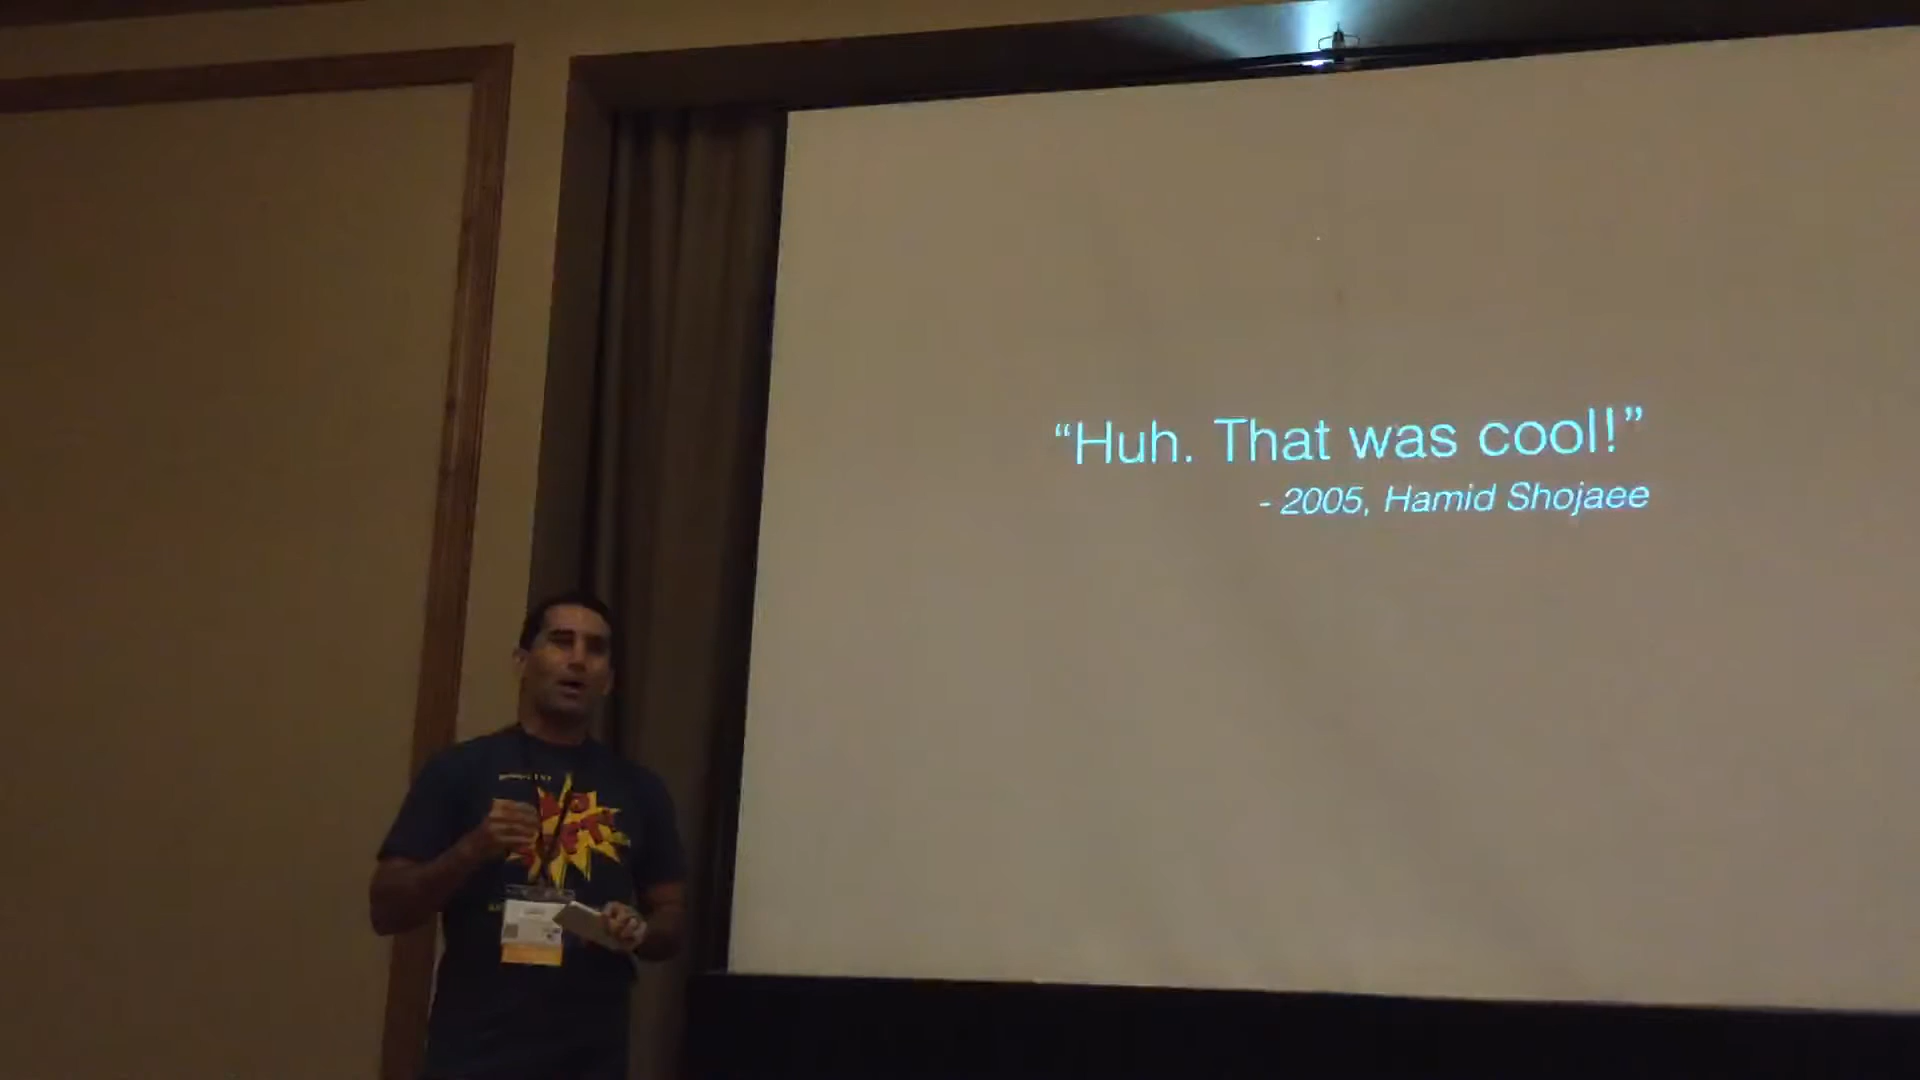 “Huh. That was cool!”
- 2005, Hamid Shojaee